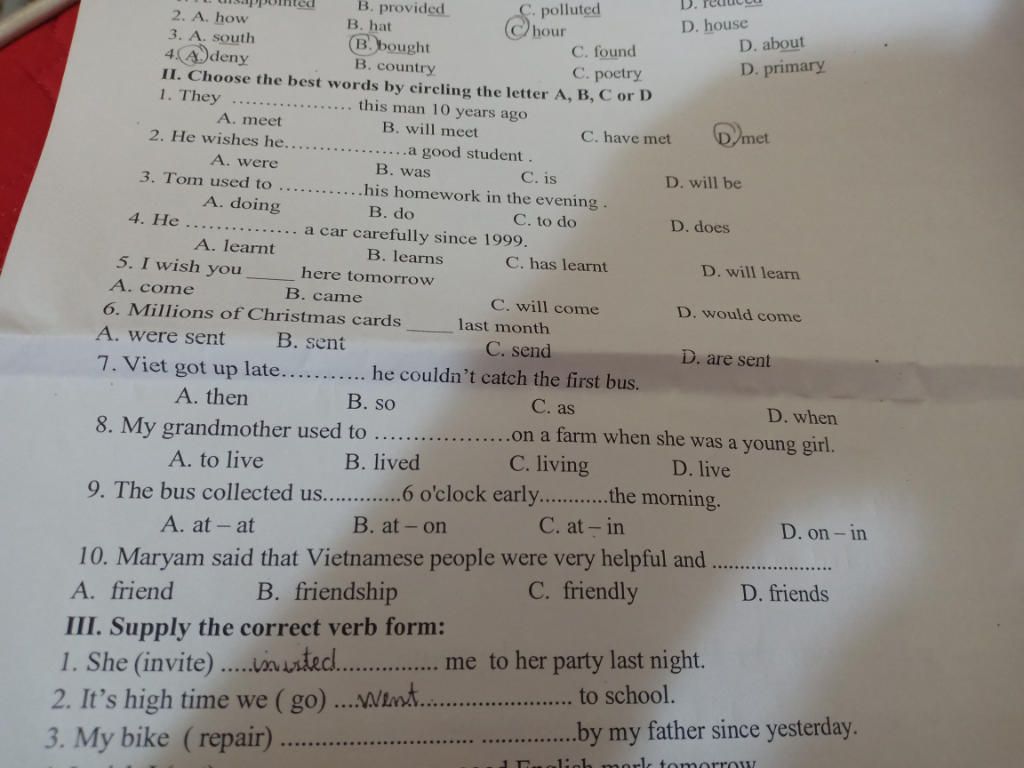 disappointed B. provided C. polluted D. reduced
2. A. how B. hat C. hour D. house
3. A. south B. bought C. found D. about
4. A. deny B. country C. poetry D. primary
II. Choose the best words by circling the letter A, B, C or D
1. They .................. this man 10 years ago
A. meet B. will meet C. have met D. met
2. He wishes he...................a good student .
A. were B. was C. is D. will be
3. Tom used to ............his homework in the evening .
A. doing B. do C. to do D. does
4. He ................ a car carefully since 1999.
A. learnt B. learns C. has learnt D. will learn
5. I wish you _____ here tomorrow
A. come B. came C. will come D. would come
6. Millions of Christmas cards _____ last month
A. were sent B. sent C. send D. are sent
7. Viet got up late............ he couldn't catch the first bus.
A. then B. so C. as D. when
8. My grandmother used to ...................on a farm when she was a young girl.
A. to live B. lived C. living D. live
9. The bus collected us.............6 o'clock early............the morning.
A. at – at B. at – on C. at – in D. on – in
10. Maryam said that Vietnamese people were very helpful and ......................
A. friend B. friendship C. friendly D. friends
III. Supply the correct verb form:
1. She (invite) .....invited................ me to her party last night.
2. It's high time we ( go) ....went........................ to school.
3. My bike ( repair) ............................ ..............by my father since yesterday.
English mark tomorrow